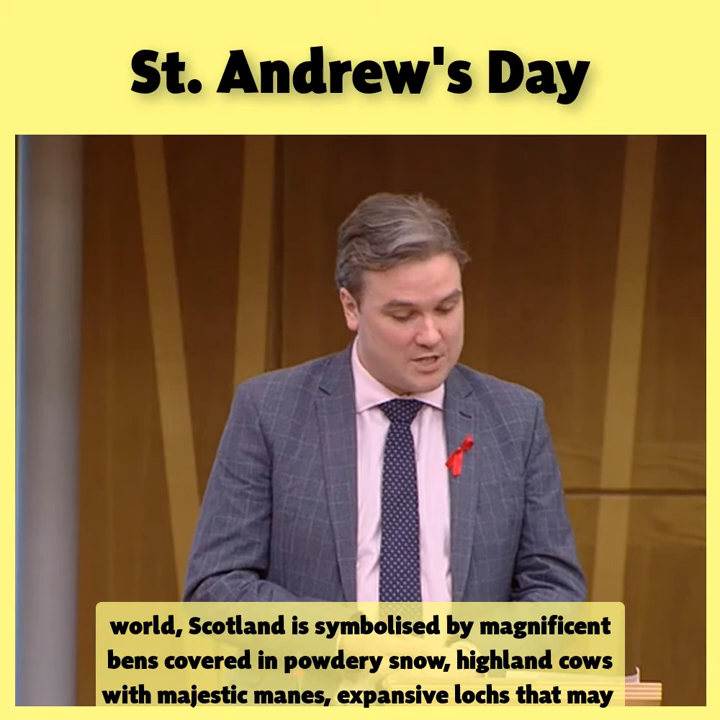 St. Andrew's Day
world, Scotland is symbolised by magnificent
bens covered in powdery snow, highland cows
with majestic manes, expansive lochs that may